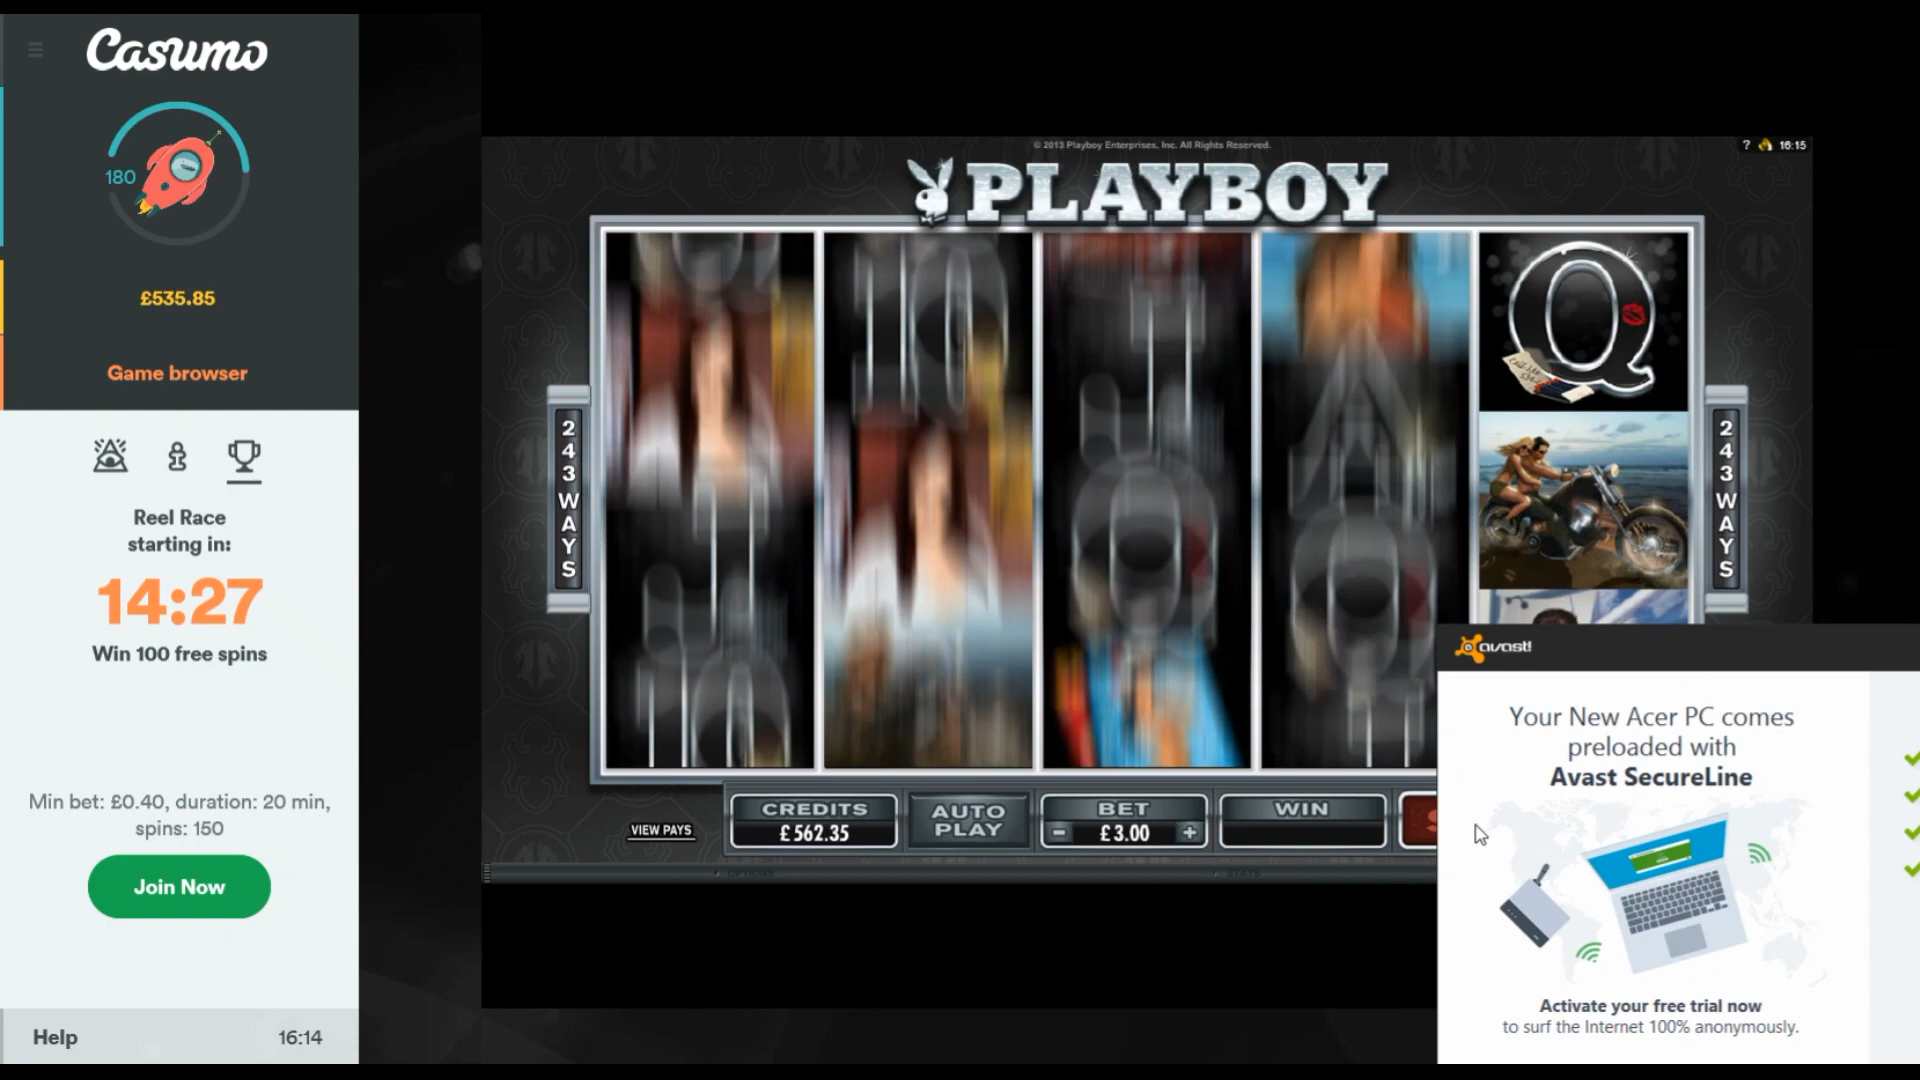 Casumo
180
£535.85
Game browser
Reel Race
starting in:
14:27
Win 100 free spins
Min bet: £0.40, duration: 20 min,
spins: 150
Join Now
Help
16:14
© 2013 Playboy Enterprises, Inc. All Rights Reserved.
? 16:15
PLAYBOY
243 WAYS
Q
243 WAYS
VIEW PAYS
CREDITS
£562.35
AUTO
PLAY
BET
- £3.00 +
WIN
OPTIONS
STATS
avast!
Your New Acer PC comes
preloaded with
Avast SecureLine
Activate your free trial now
to surf the Internet 100% anonymously.